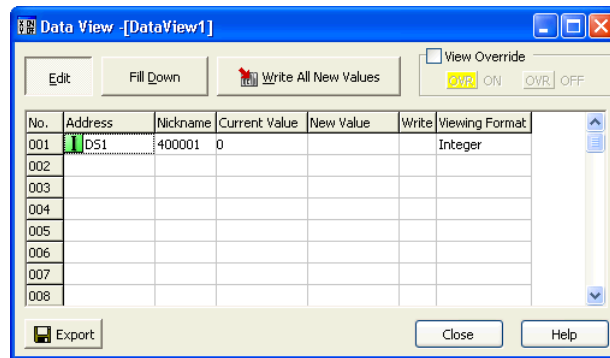 Data View -[DataView1]
View Override
Edit Fill Down Write All New Values OVR ON OVR OFF
No. Address Nickname Current Value New Value Write Viewing Format
001 I DS1 400001 0 Integer
002
003
004
005
006
007
008
Export Close Help